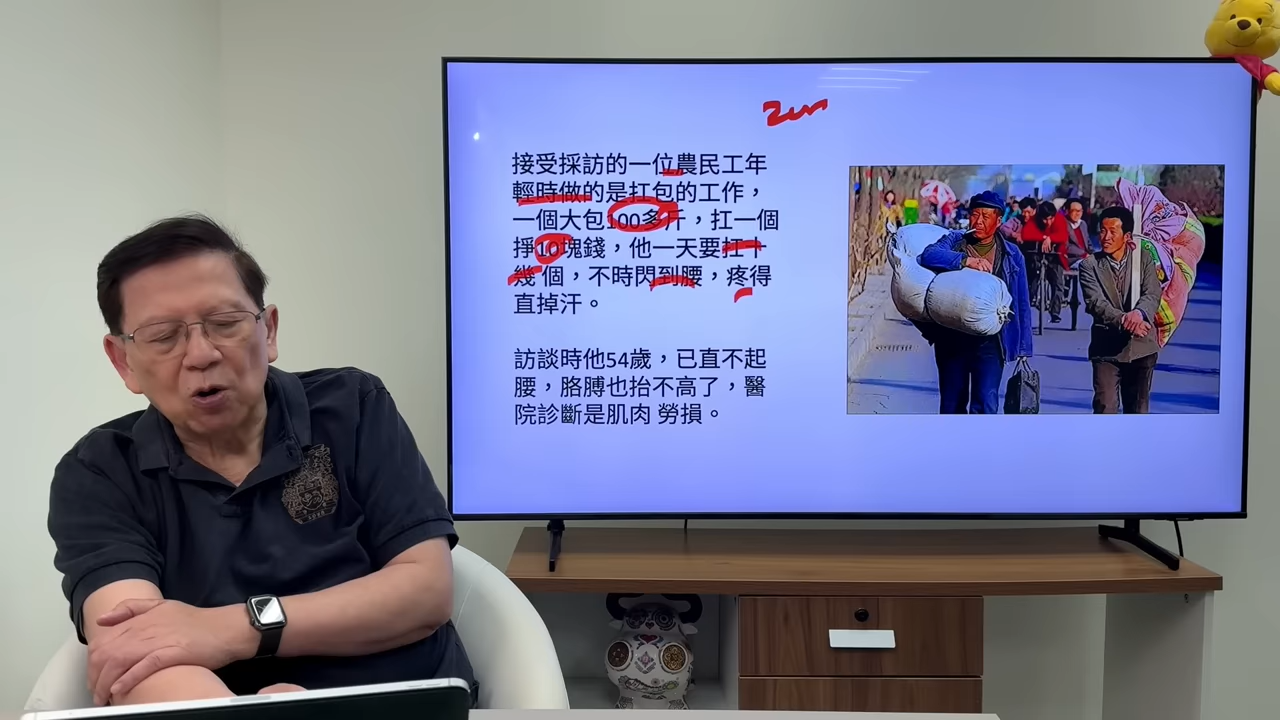 接受採訪的一位農民工年
輕時做的是扛包的工作，
一個大包100多斤，扛一個
掙10塊錢，他一天要扛十
幾個，不時閃到腰，疼得
直掉汗。
訪談時他54歲，已直不起
腰，胳膊也抬不高了，醫
院診斷是肌肉 勞損。